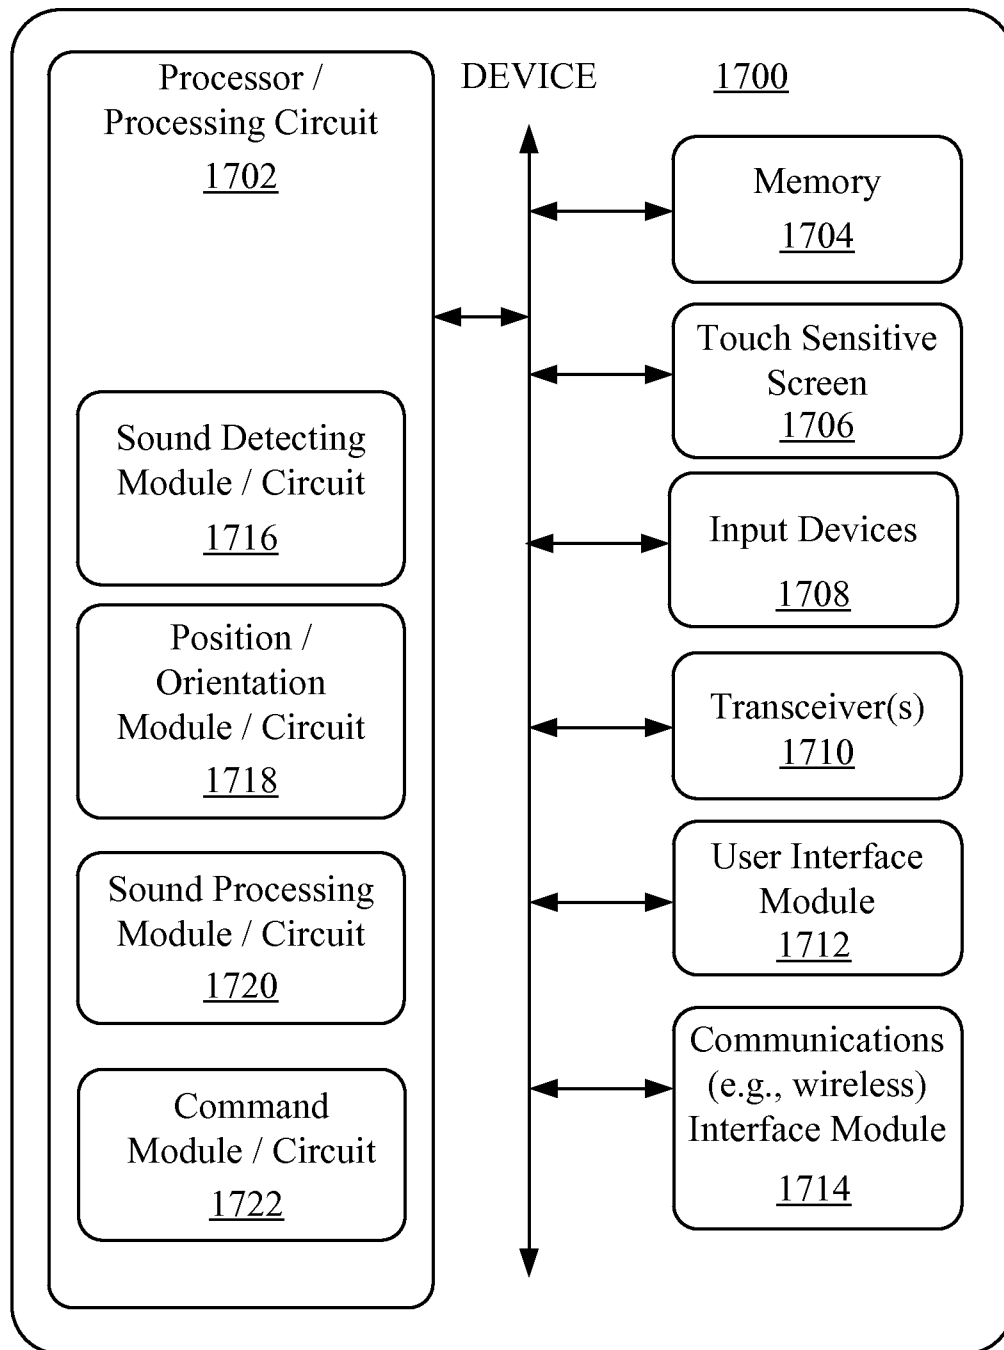 Processor /
Processing Circuit
1702
DEVICE 1700
Memory
1704
Touch Sensitive
Screen
1706
Sound Detecting
Module / Circuit
1716
Input Devices
1708
Position /
Orientation
Module / Circuit
1718
Transceiver(s)
1710
User Interface
Module
1712
Sound Processing
Module / Circuit
1720
Communications
(e.g., wireless)
Interface Module
1714
Command
Module / Circuit
1722